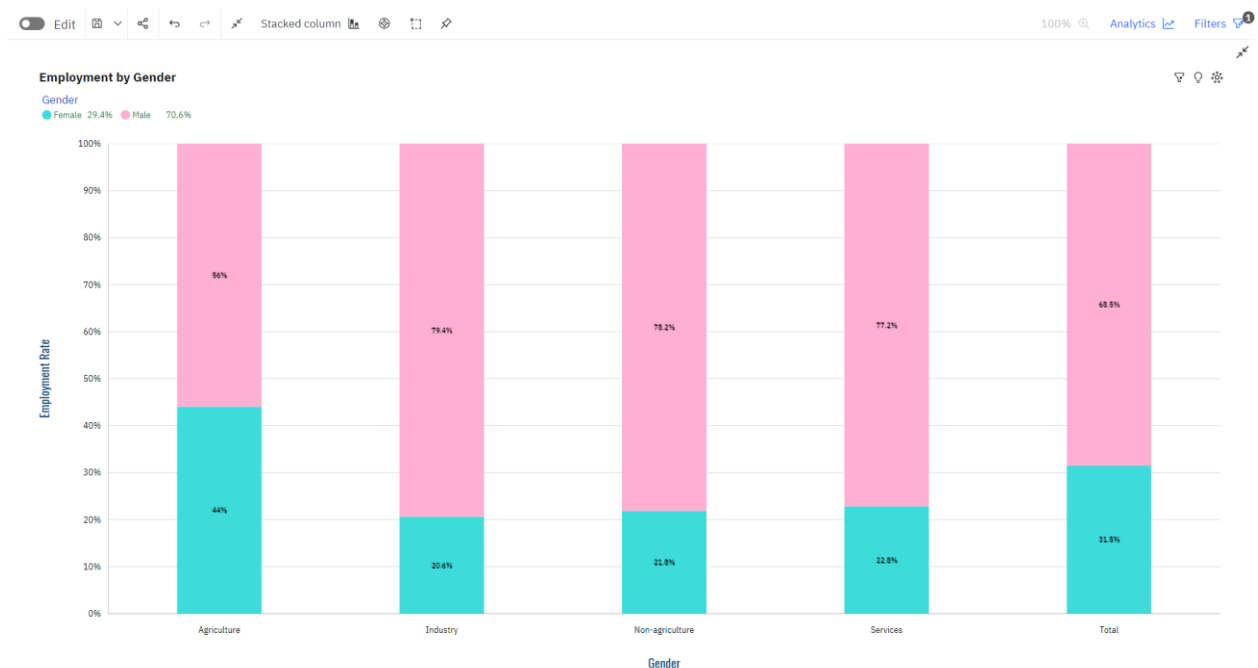 Edit Stacked column 100% Analytics Filters 1
Employment by Gender
Gender
Female 29.4% Male 70.6%
100%
90%
80%
70%
60%
50%
40%
30%
20%
10%
0%
Employment Rate
56% 79.4% 78.2% 77.2% 68.5%
44% 20.6% 21.8% 22.8% 31.5%
Agriculture Industry Non-agriculture Services Total
Gender